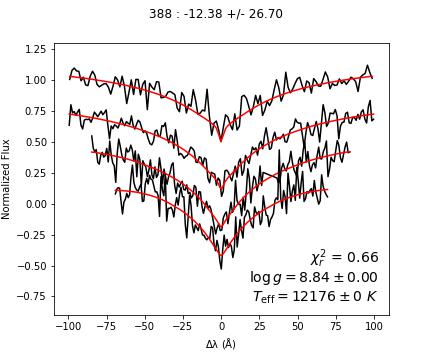 388 : -12.38 +/- 26.70
Normalized Flux
1.25
1.00
0.75
0.50
0.25
0.00
−0.25
−0.50
−0.75
χ²ᵣ = 0.66
log g = 8.84 ± 0.00
T_eff = 12176 ± 0 K
−100 −75 −50 −25 0 25 50 75 100
Δλ (Å)